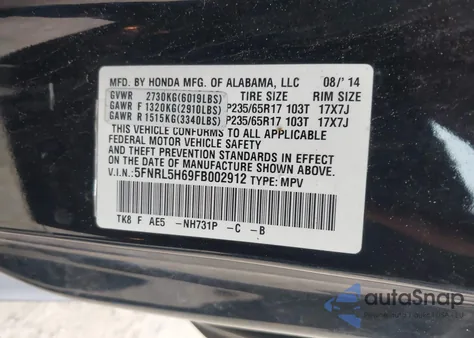 MFD. BY HONDA MFG. OF ALABAMA, LLC 08/'14
GVWR 2730KG(6019LBS) TIRE SIZE RIM SIZE
GAWR F 1320KG(2910LBS) P235/65R17 103T 17X7J
GAWR R 1515KG(3340LBS) P235/65R17 103T 17X7J
THIS VEHICLE CONFORMS TO ALL APPLICABLE
FEDERAL MOTOR VEHICLE SAFETY AND
THEFT PREVENTION STANDARDS IN EFFECT ON
THE DATE OF MANUFACTURE SHOWN ABOVE.
V.I.N.:5FNRL5H69FB002912 TYPE: MPV
TK8 F AE5 -NH731P -C -B
autoSnap